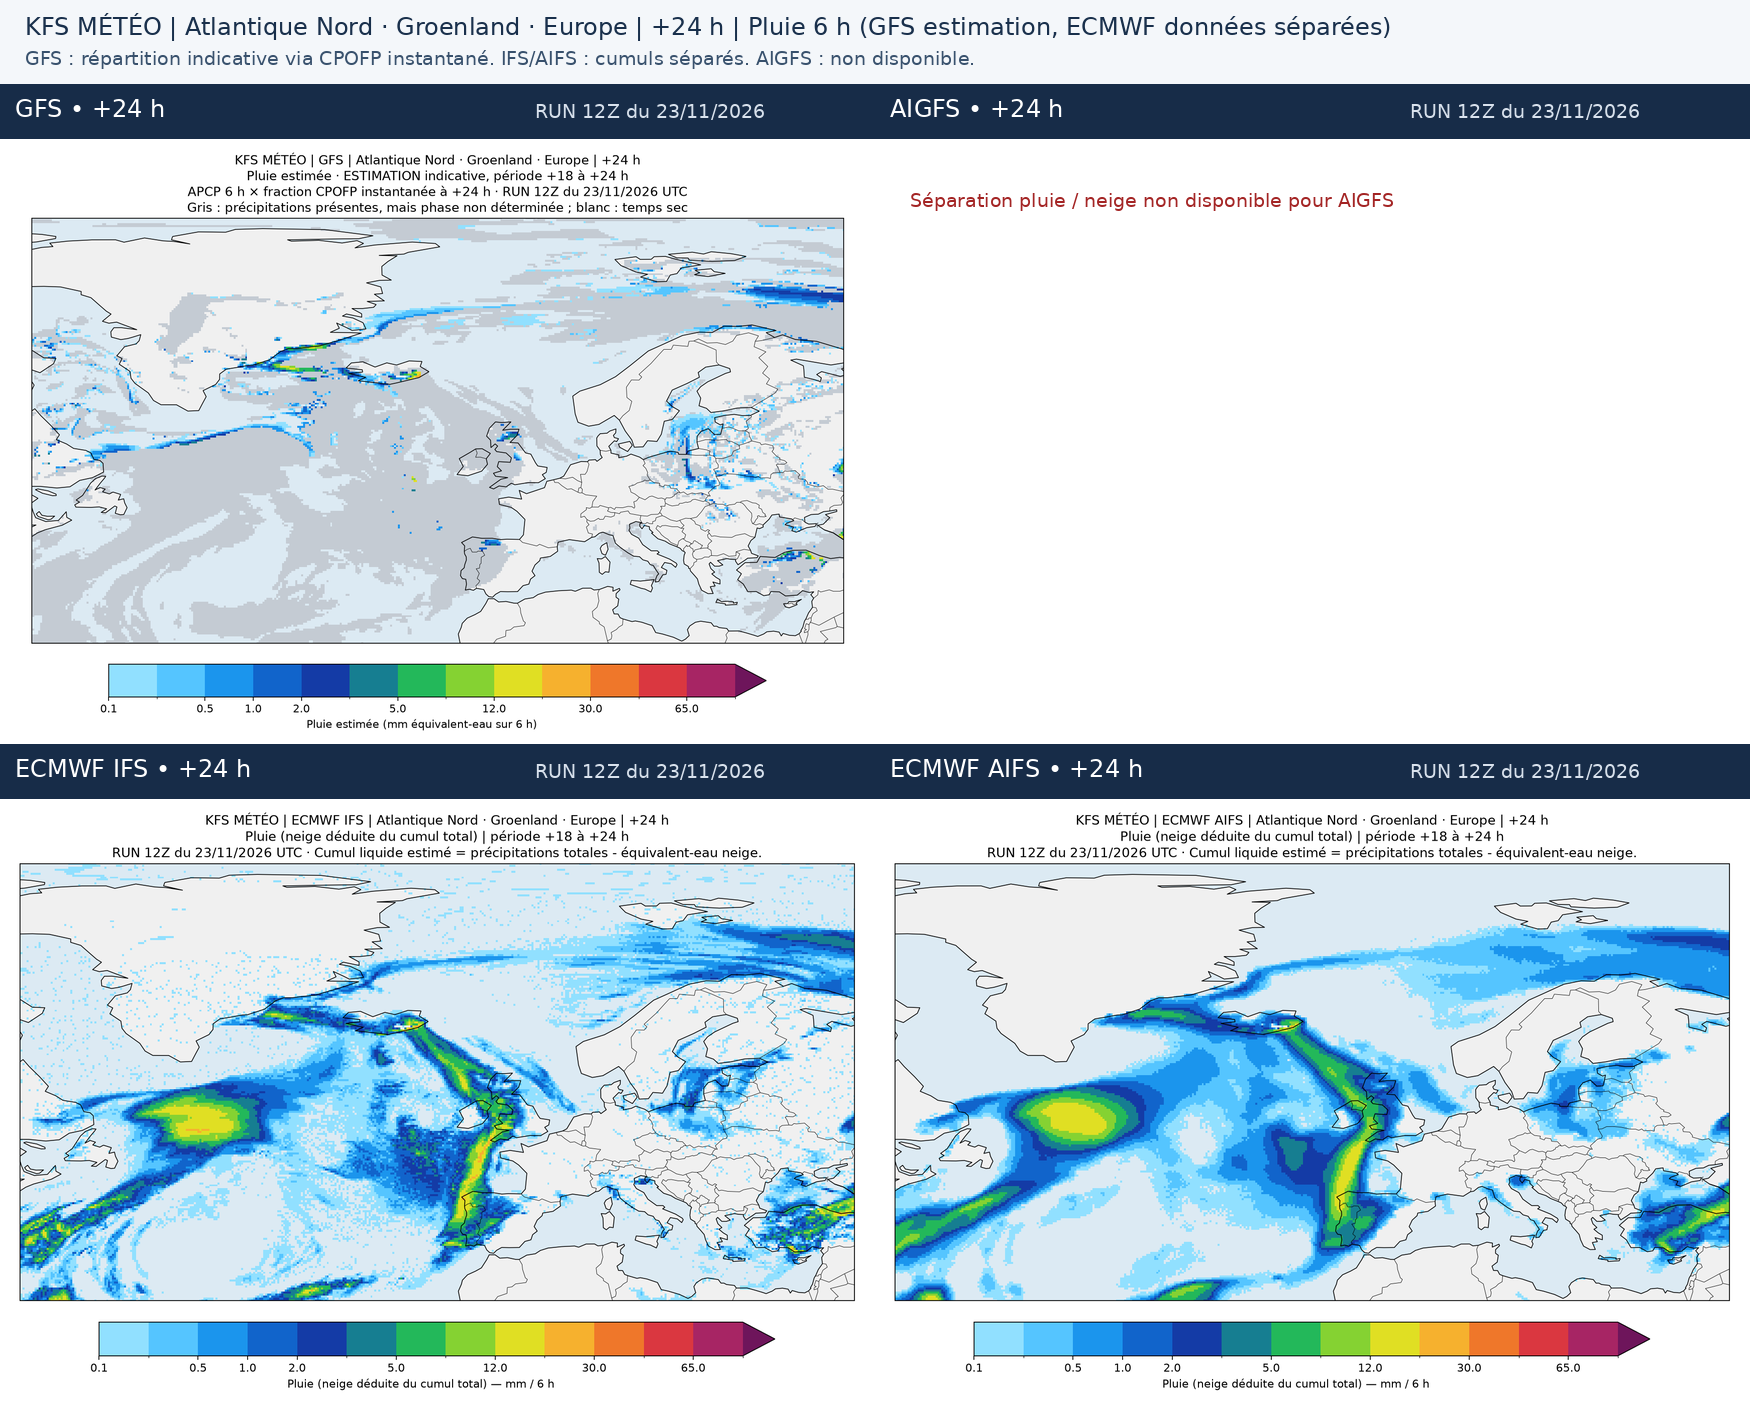 KFS MÉTÉO | Atlantique Nord · Groenland · Europe | +24 h | Pluie 6 h (GFS estimation, ECMWF données séparées)
GFS : répartition indicative via CPOFP instantané. IFS/AIFS : cumuls séparés. AIGFS : non disponible.
GFS • +24 h
RUN 12Z du 23/11/2026
KFS MÉTÉO | GFS | Atlantique Nord · Groenland · Europe | +24 h
Pluie estimée · ESTIMATION indicative, période +18 à +24 h
APCP 6 h × fraction CPOFP instantanée à +24 h · RUN 12Z du 23/11/2026 UTC
Gris : précipitations présentes, mais phase non déterminée ; blanc : temps sec
0.1 0.5 1.0 2.0 5.0 12.0 30.0 65.0
Pluie estimée (mm équivalent-eau sur 6 h)
AIGFS • +24 h
RUN 12Z du 23/11/2026
Séparation pluie / neige non disponible pour AIGFS
ECMWF IFS • +24 h
RUN 12Z du 23/11/2026
KFS MÉTÉO | ECMWF IFS | Atlantique Nord · Groenland · Europe | +24 h
Pluie (neige déduite du cumul total) | période +18 à +24 h
RUN 12Z du 23/11/2026 UTC · Cumul liquide estimé = précipitations totales - équivalent-eau neige.
0.1 0.5 1.0 2.0 5.0 12.0 30.0 65.0
Pluie (neige déduite du cumul total) — mm / 6 h
ECMWF AIFS • +24 h
RUN 12Z du 23/11/2026
KFS MÉTÉO | ECMWF AIFS | Atlantique Nord · Groenland · Europe | +24 h
Pluie (neige déduite du cumul total) | période +18 à +24 h
RUN 12Z du 23/11/2026 UTC · Cumul liquide estimé = précipitations totales - équivalent-eau neige.
0.1 0.5 1.0 2.0 5.0 12.0 30.0 65.0
Pluie (neige déduite du cumul total) — mm / 6 h